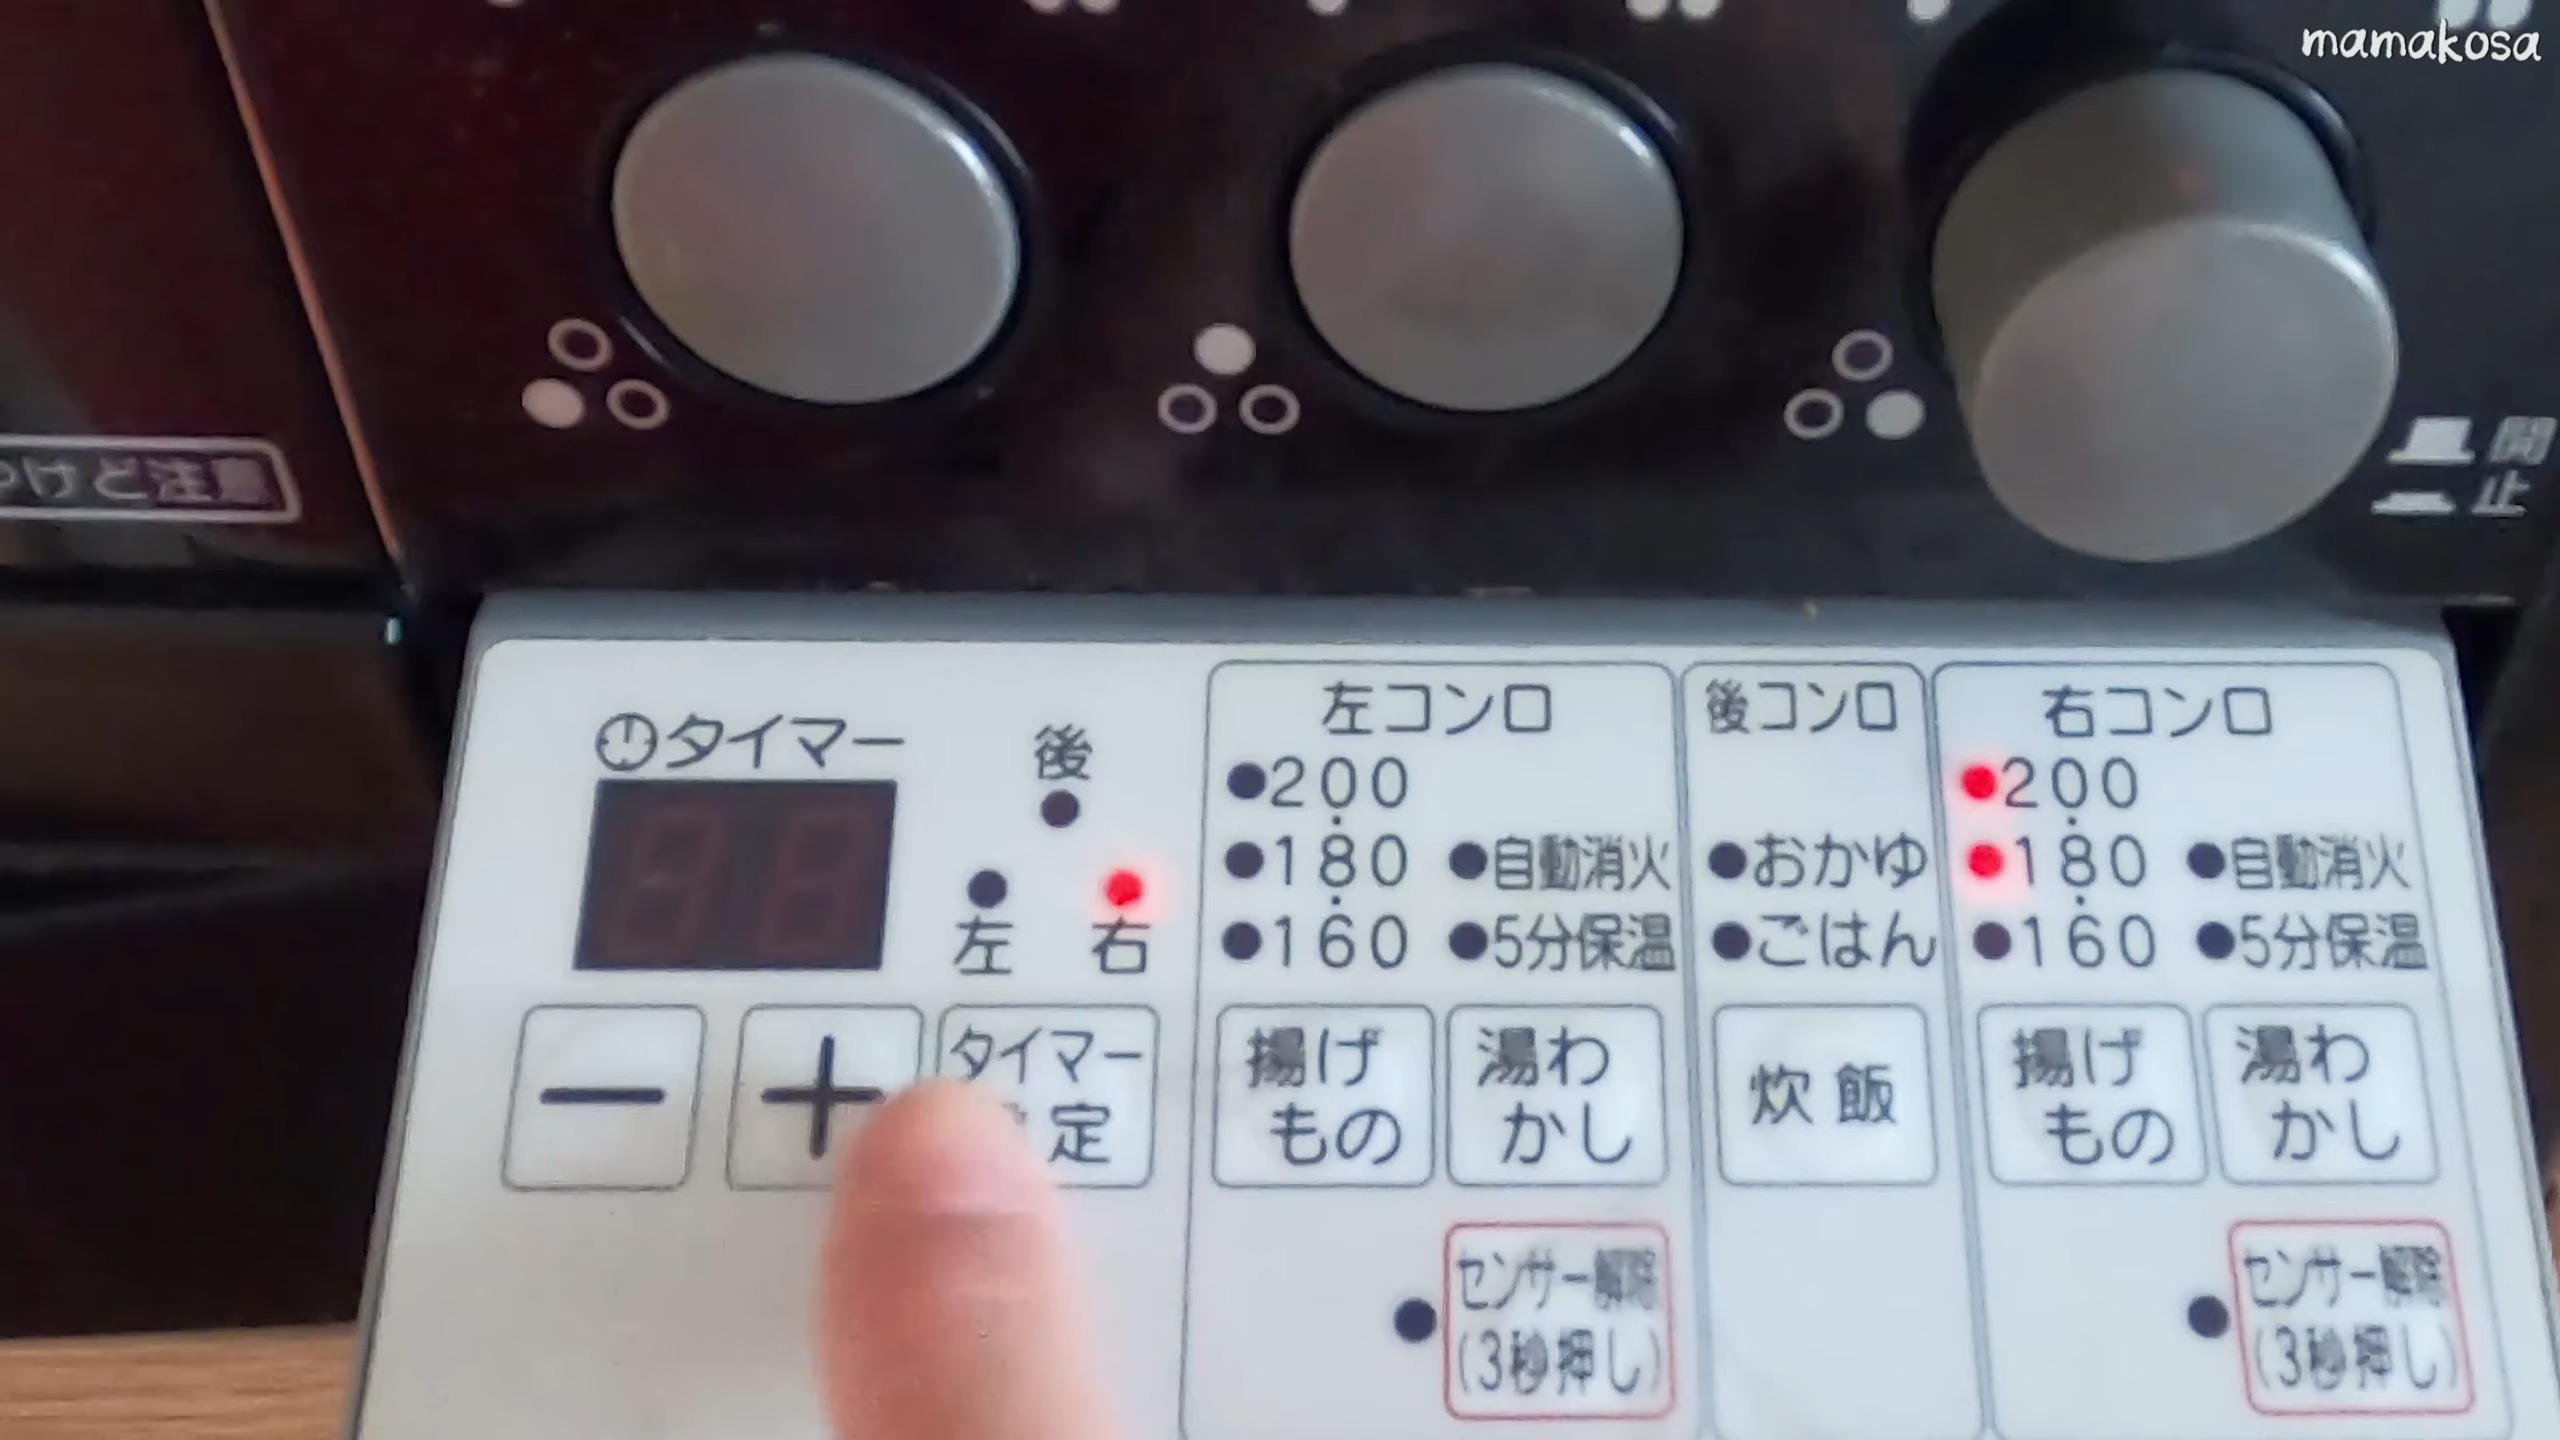 mamakosa
けど注意
開
止
タイマー
後
左 右
左コンロ
200
180 自動消火
160 5分保温
後コンロ
おかゆ
ごはん
右コンロ
200
180 自動消火
160 5分保温
− +
タイマー
定
揚げ
もの
湯わ
かし
炊飯
揚げ
もの
湯わ
かし
センサー解除
(3秒押し)
センサー解除
(3秒押し)